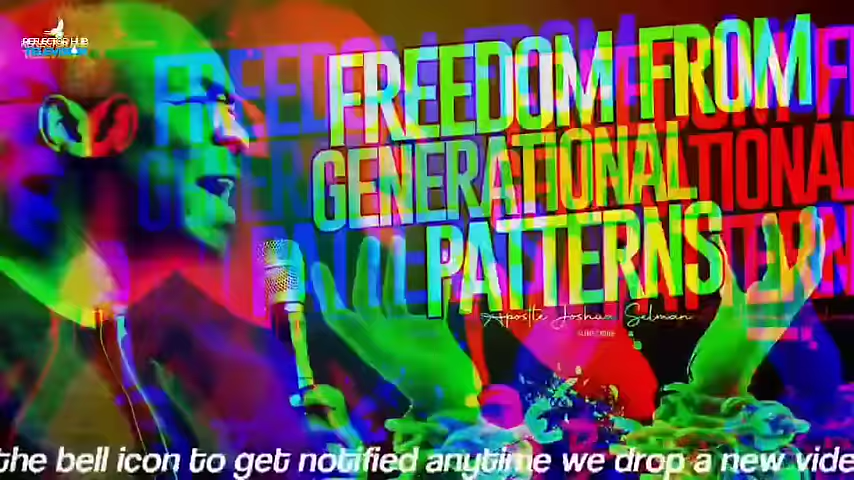 REFLECTOR HUB
TELEVISION
FREEDOM FROM
GENERATIONAL
PATTERNS
Apostle Joshua Selman
the bell icon to get notified anytime we drop a new vide